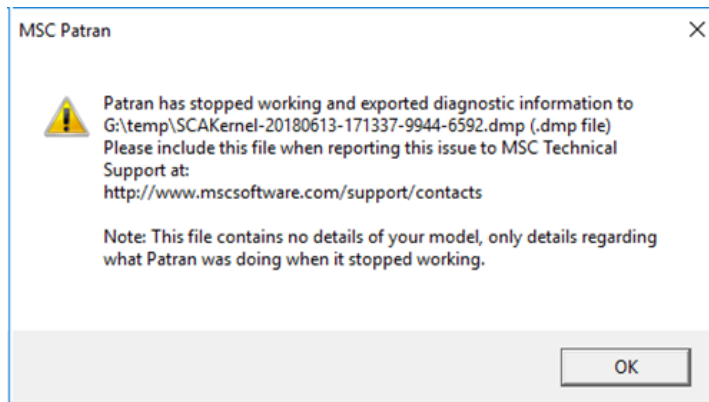 MSC Patran
Patran has stopped working and exported diagnostic information to
G:\temp\SCAKernel-20180613-171337-9944-6592.dmp (.dmp file)
Please include this file when reporting this issue to MSC Technical
Support at:
http://www.mscsoftware.com/support/contacts
Note: This file contains no details of your model, only details regarding
what Patran was doing when it stopped working.
OK